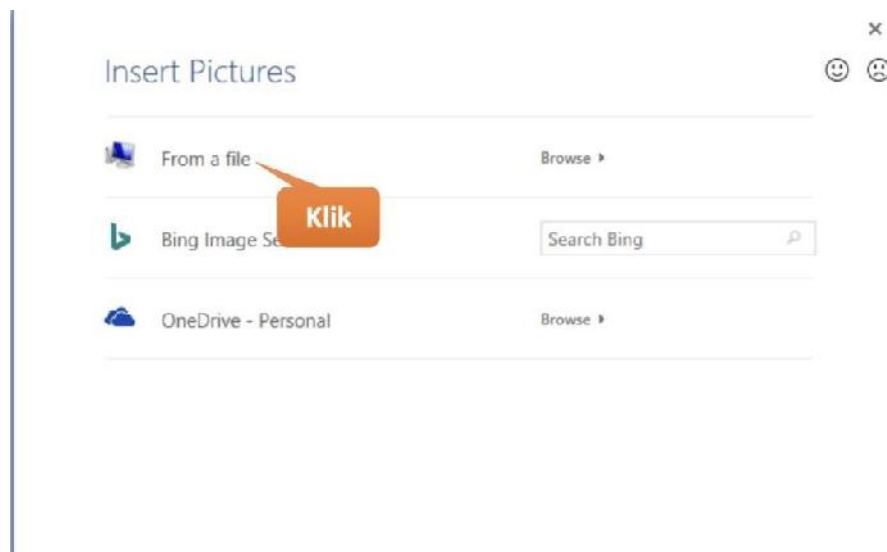 Insert Pictures
From a file
Browse
Klik
Bing Image Se
Search Bing
OneDrive - Personal
Browse